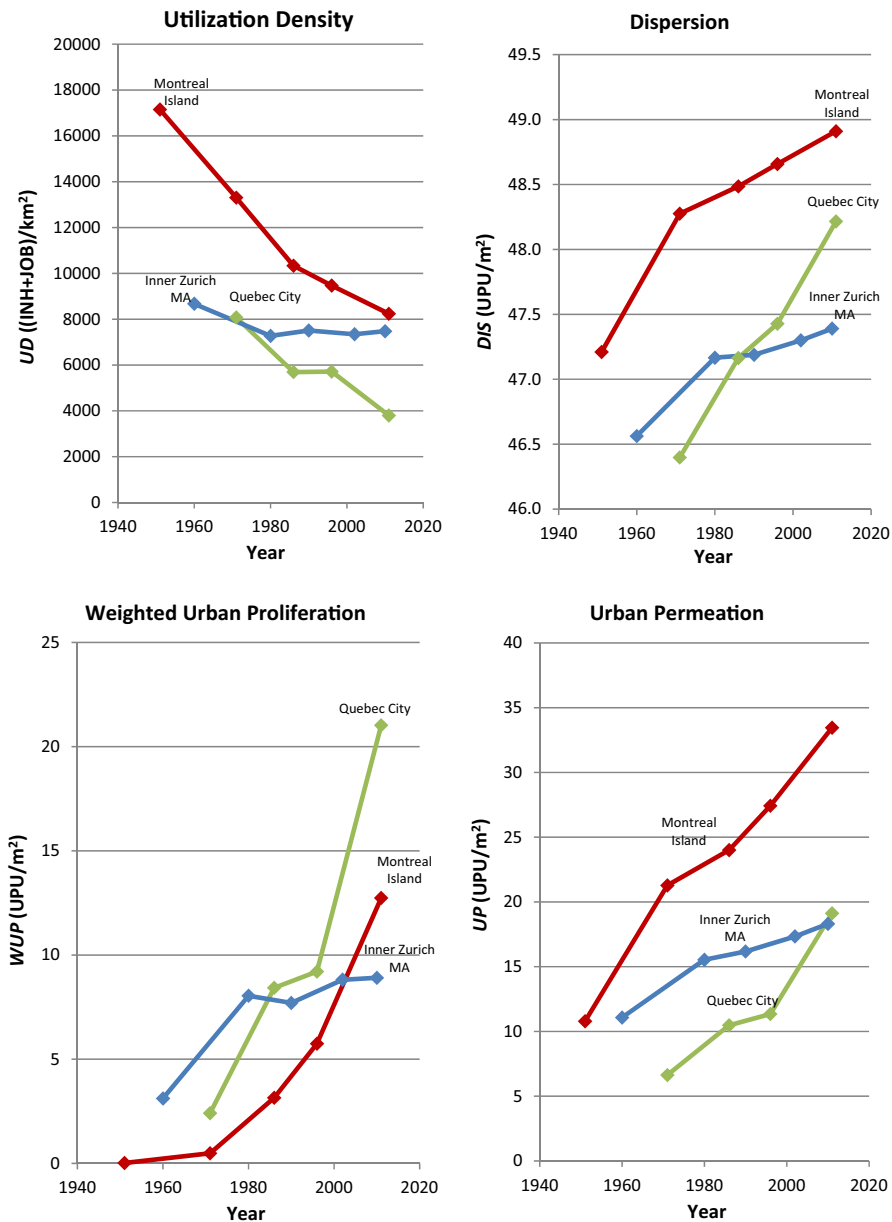 Utilization Density
20000
18000
16000
14000
12000
10000
8000
6000
4000
2000
0
1940
1960
1980
2000
2020
Year
UD ((INH+JOB)/km²)
Montreal
Island
Inner Zurich
MA
Quebec City
Dispersion
49.5
49.0
48.5
48.0
47.5
47.0
46.5
46.0
1940
1960
1980
2000
2020
Year
DIS (UPU/m²)
Montreal
Island
Quebec City
Inner Zurich
MA
Weighted Urban Proliferation
25
20
15
10
5
0
1940
1960
1980
2000
2020
Year
WUP (UPU/m²)
Quebec City
Montreal
Island
Inner Zurich
MA
Urban Permeation
40
35
30
25
20
15
10
5
0
1940
1960
1980
2000
2020
Year
UP (UPU/m²)
Montreal
Island
Inner Zurich
MA
Quebec City